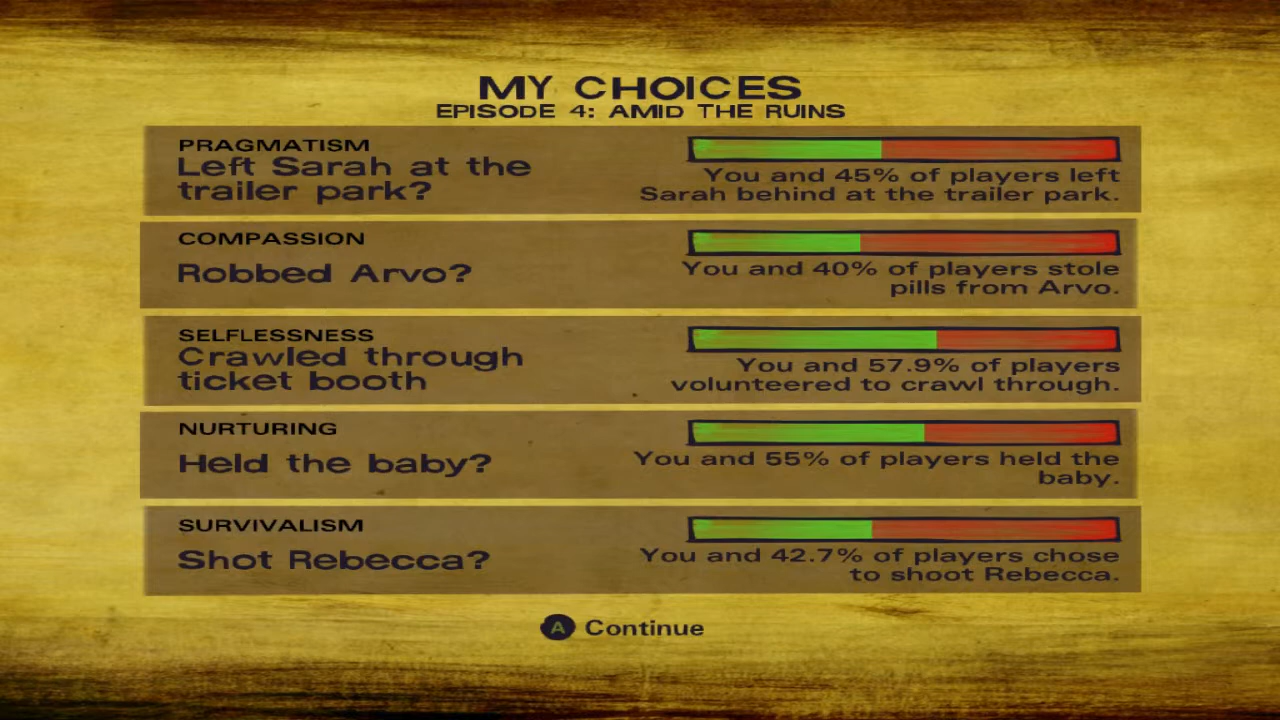 MY CHOICES
EPISODE 4: AMID THE RUINS
PRAGMATISM
Left Sarah at the
trailer park?
You and 45% of players left
Sarah behind at the trailer park.
COMPASSION
Robbed Arvo?
You and 40% of players stole
pills from Arvo.
SELFLESSNESS
Crawled through
ticket booth
You and 57.9% of players
volunteered to crawl through.
NURTURING
Held the baby?
You and 55% of players held the
baby.
SURVIVALISM
Shot Rebecca?
You and 42.7% of players chose
to shoot Rebecca.
A Continue